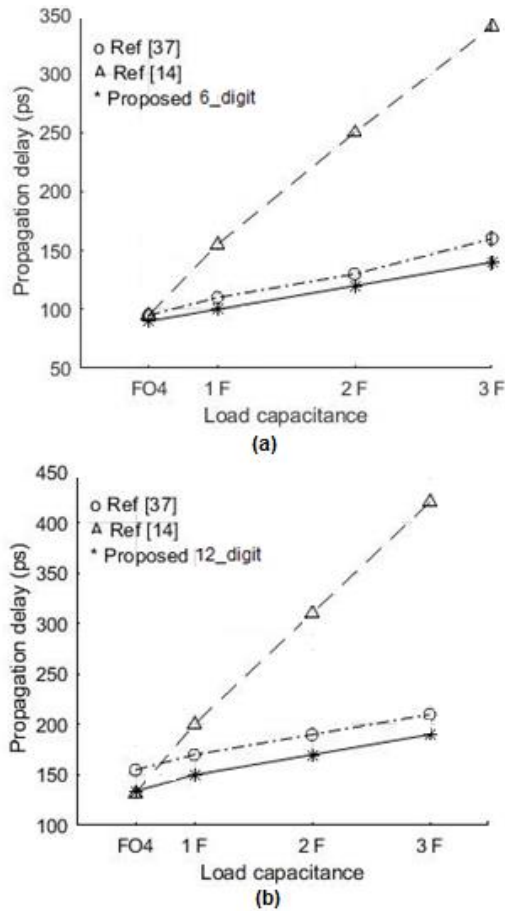 350
300
250
200
150
100
50
Propagation delay (ps)
Ref [37]
Ref [14]
* Proposed 6_digit
FO4 1 F 2 F 3 F
Load capacitance
(a)
450
400
350
300
250
200
150
100
Propagation delay (ps)
Ref [37]
Ref [14]
* Proposed 12_digit
FO4 1 F 2 F 3 F
Load capacitance
(b)